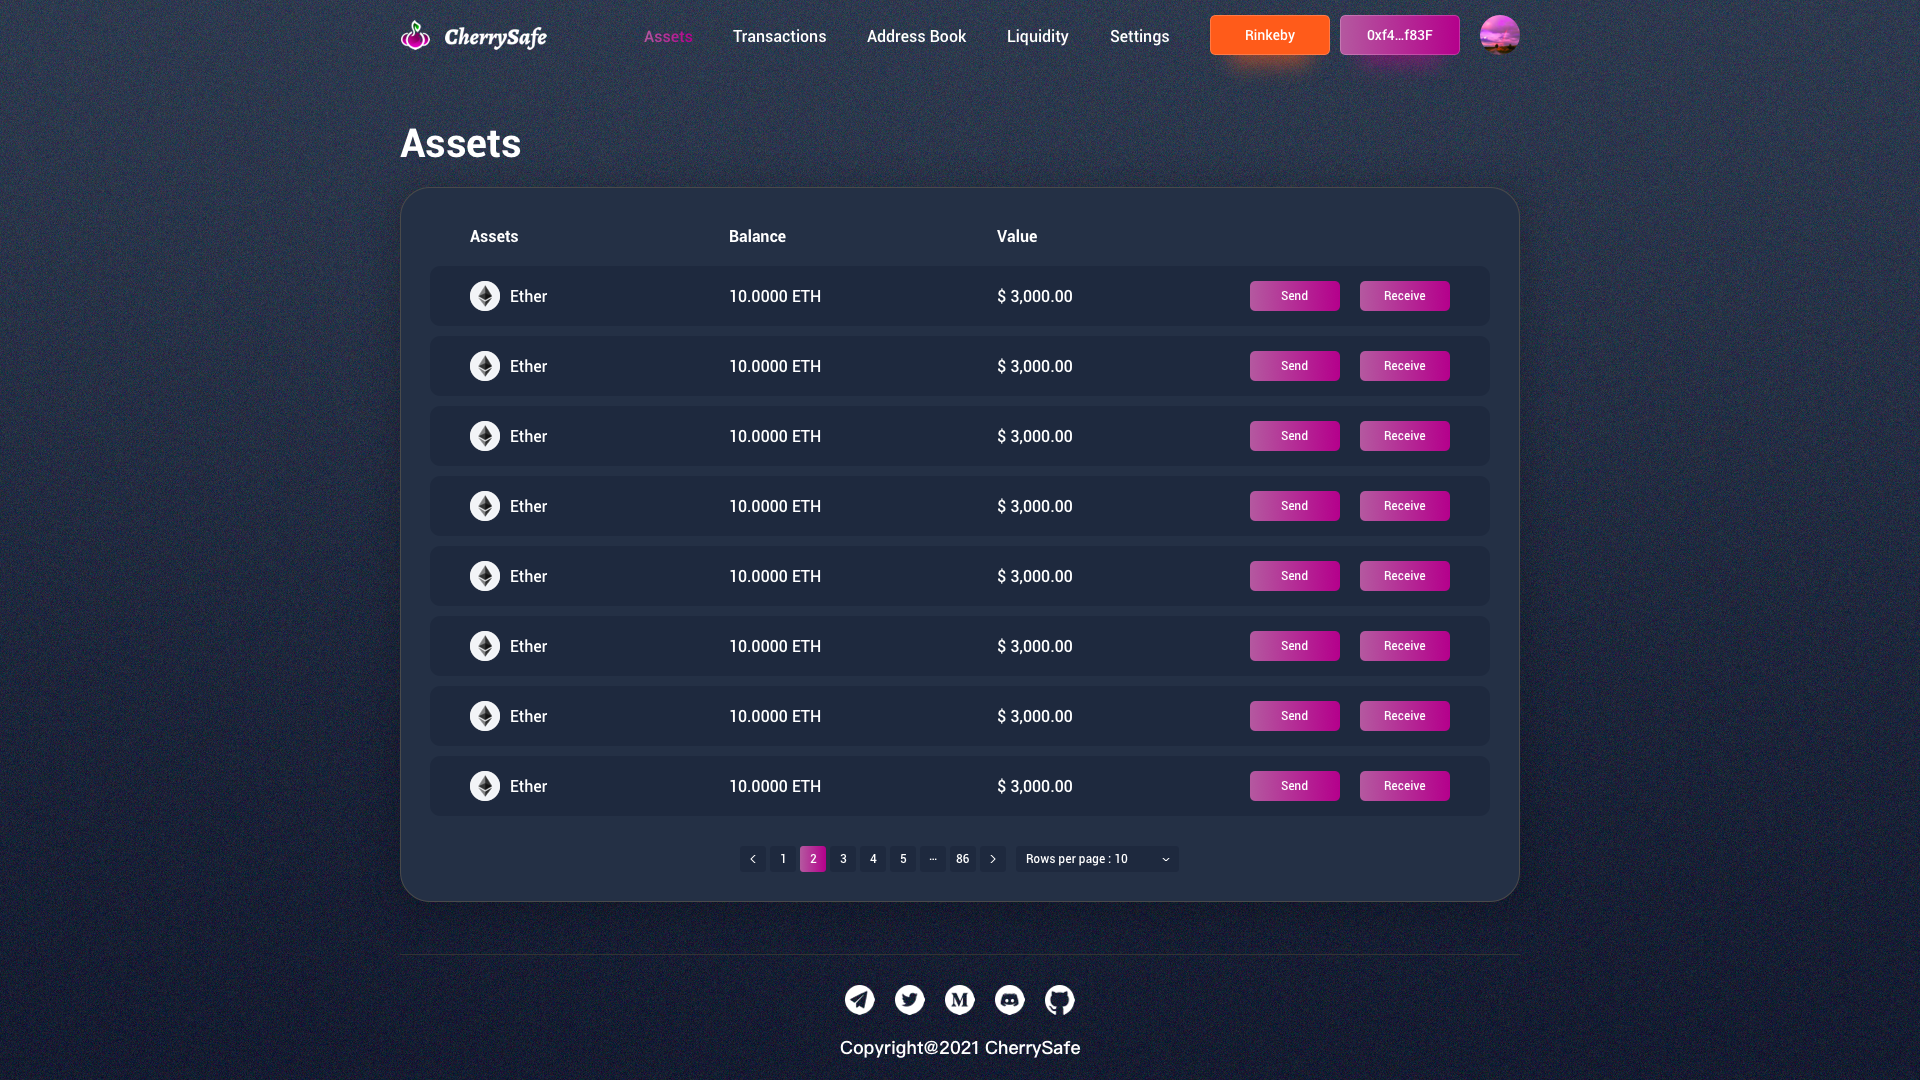 CherrySafe Assets Transactions Address Book Liquidity Settings Rinkeby 0xf4...f83F
Assets
Assets Balance Value
Ether 10.0000 ETH $ 3,000.00 Send Receive
Ether 10.0000 ETH $ 3,000.00 Send Receive
Ether 10.0000 ETH $ 3,000.00 Send Receive
Ether 10.0000 ETH $ 3,000.00 Send Receive
Ether 10.0000 ETH $ 3,000.00 Send Receive
Ether 10.0000 ETH $ 3,000.00 Send Receive
Ether 10.0000 ETH $ 3,000.00 Send Receive
Ether 10.0000 ETH $ 3,000.00 Send Receive
1 2 3 4 5 ... 86 Rows per page : 10
Copyright@2021 CherrySafe